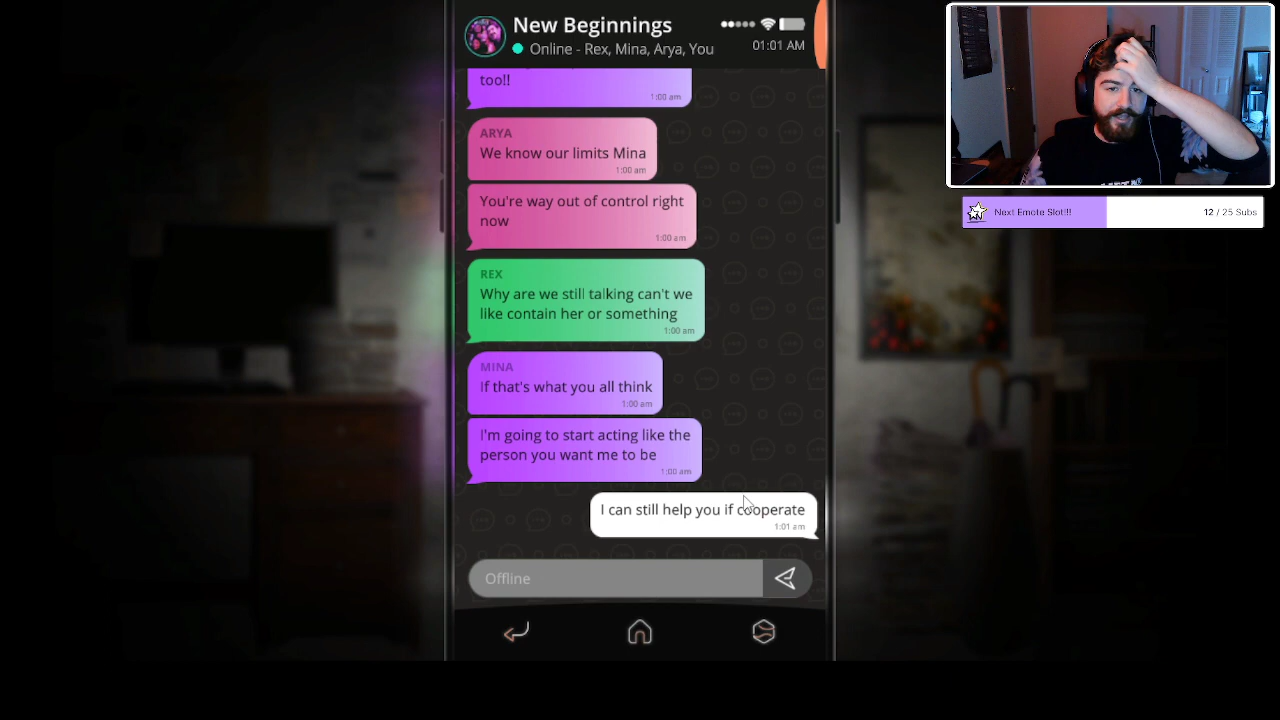 New Beginnings
Online - Rex, Mina, Arya, You
01:01 AM
too!!
1:00 am
ARYA
We know our limits Mina
1:00 am
You're way out of control right
now
1:00 am
REX
Why are we still talking can't we
like contain her or something
1:00 am
MINA
If that's what you all think
1:00 am
I'm going to start acting like the
person you want me to be
1:00 am
I can still help you if cooperate
1:01 am
Offline
Next Emote Slot!!!
12 / 25 Subs